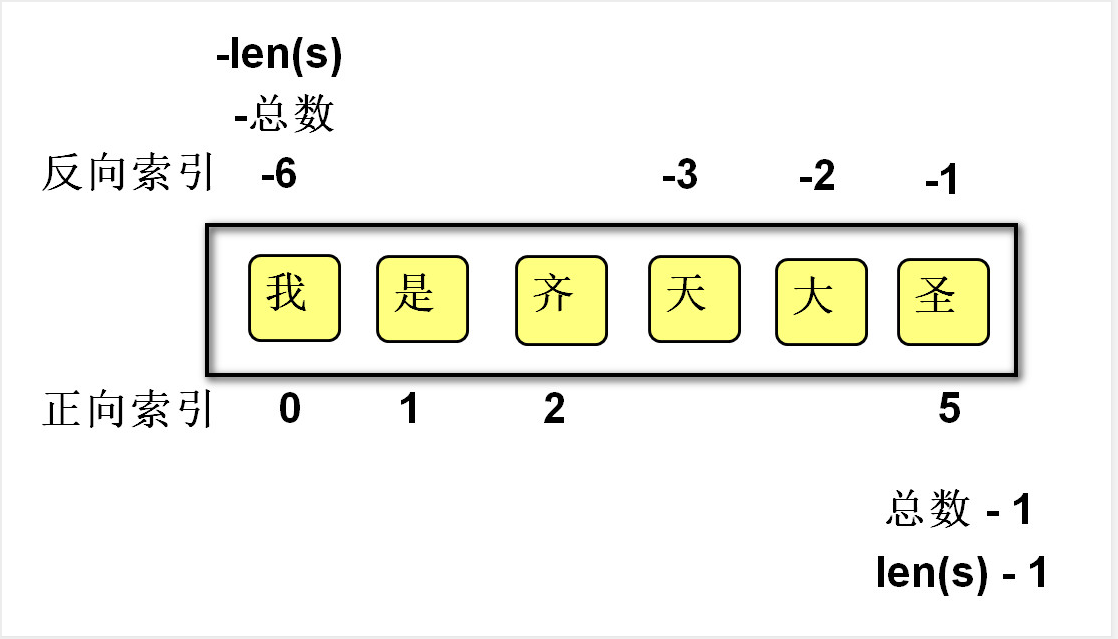 -len(s)
-总数
反向索引 -6 -3 -2 -1
我 是 齐 天 大 圣
正向索引 0 1 2 5
总数 - 1
len(s) - 1